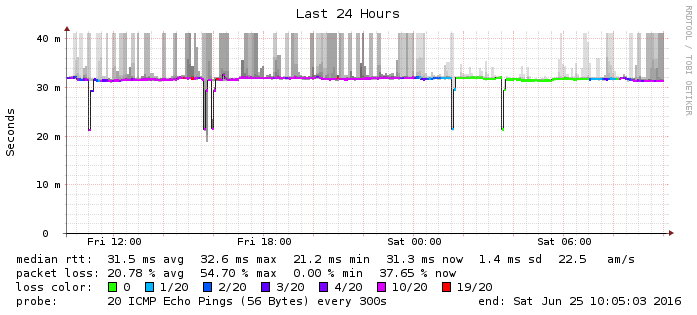 Last 24 Hours
RRDTOOL / TOBI OETIKER
Seconds
40 m
30 m
20 m
10 m
0
Fri 12:00 Fri 18:00 Sat 00:00 Sat 06:00
median rtt: 31.5 ms avg 32.6 ms max 21.2 ms min 31.3 ms now 1.4 ms sd 22.5 am/s
packet loss: 20.78 % avg 54.70 % max 0.00 % min 37.65 % now
loss color: 0 1/20 2/20 3/20 4/20 10/20 19/20
probe: 20 ICMP Echo Pings (56 Bytes) every 300s end: Sat Jun 25 10:05:03 2016